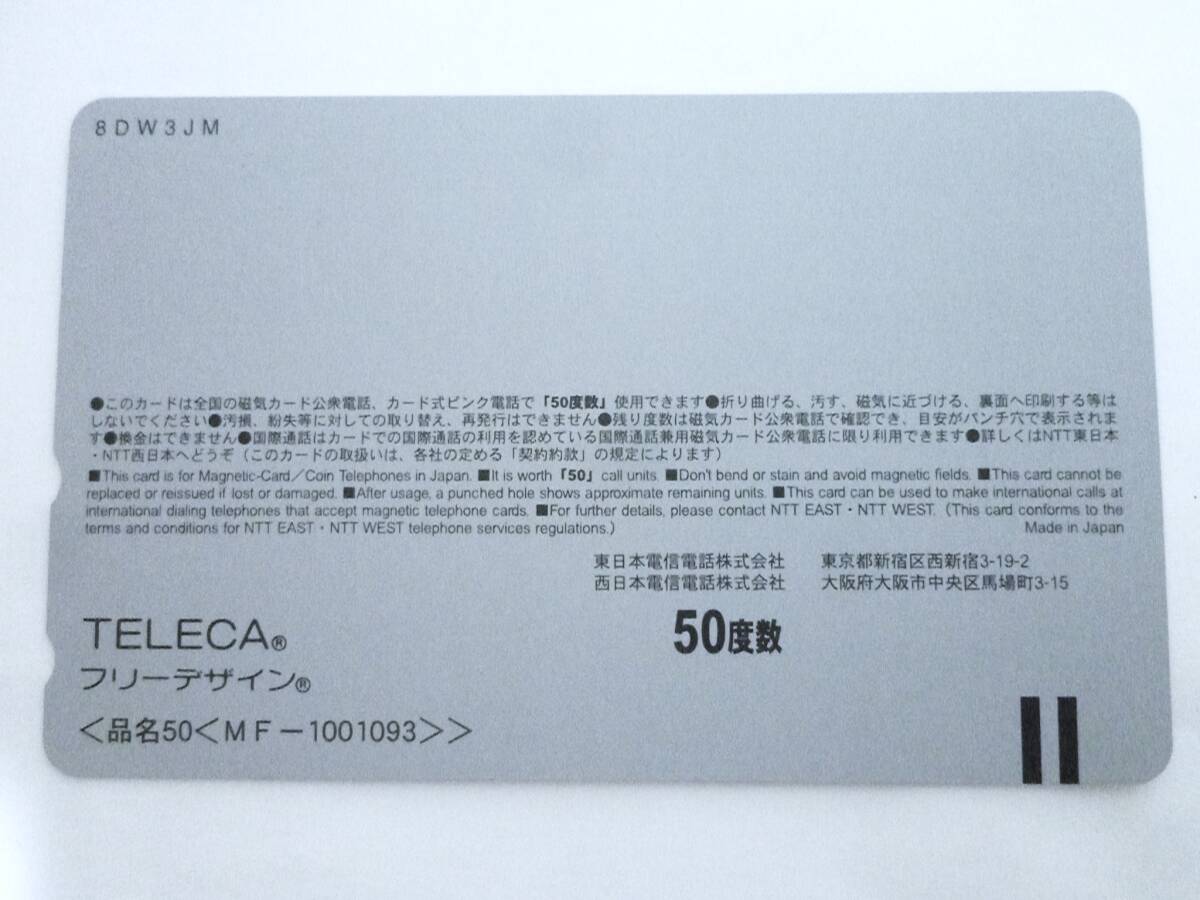 8DW3JM
●このカードは全国の磁気カード公衆電話、カード式ピンク電話で「50度数」使用できます●折り曲げる、汚す、磁気に近づける、裏面へ印刷する等は
しないでください●汚損、紛失等に対しての取り替え、再発行はできません●残り度数は磁気カード公衆電話で確認でき、目安がパンチ穴で表示されま
す●換金はできません●国際通話はカードでの国際通話の利用を認めている国際通話兼用磁気カード公衆電話に限り利用できます●詳しくはNTT東日本
・NTT西日本へどうぞ（このカードの取扱いは、各社の定める「契約約款」の規定によります）
■This card is for Magnetic-Card／Coin Telephones in Japan. ■It is worth「50」call units. ■Don't bend or stain and avoid magnetic fields. ■This card cannot be
replaced or reissued if lost or damaged. ■After usage, a punched hole shows approximate remaining units. ■This card can be used to make international calls at
international dialing telephones that accept magnetic telephone cards. ■For further details, please contact NTT EAST・NTT WEST.（This card conforms to the
terms and conditions for NTT EAST・NTT WEST telephone services regulations.） Made in Japan
東日本電信電話株式会社 東京都新宿区西新宿3-19-2
西日本電信電話株式会社 大阪府大阪市中央区馬場町3-15
50度数
TELECA®
フリーデザイン®
＜品名50＜MF－1001093＞＞